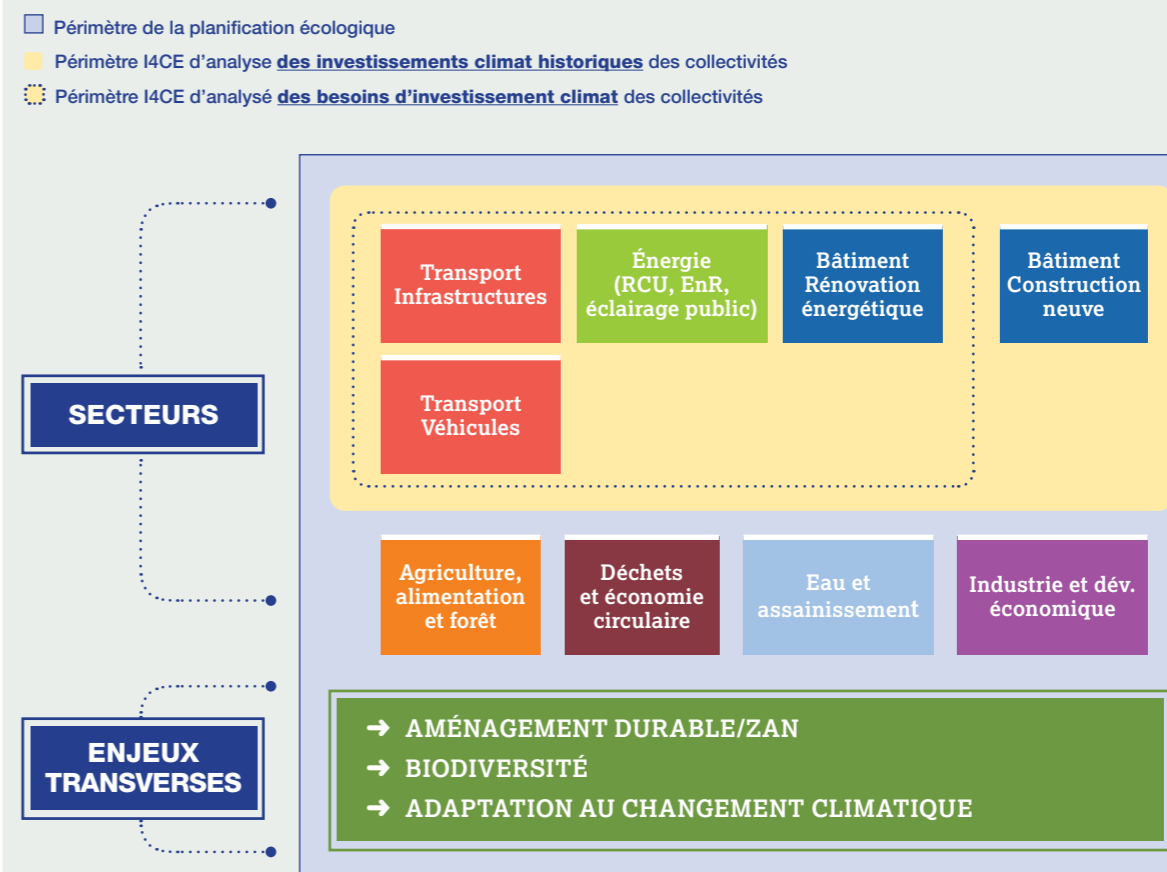 Périmètre de la planification écologique
Périmètre I4CE d'analyse des investissements climat historiques des collectivités
Périmètre I4CE d'analysé des besoins d'investissement climat des collectivités
SECTEURS
Transport
Infrastructures
Énergie
(RCU, EnR,
éclairage public)
Bâtiment
Rénovation
énergétique
Bâtiment
Construction
neuve
Transport
Véhicules
Agriculture,
alimentation
et forêt
Déchets
et économie
circulaire
Eau et
assainissement
Industrie et dév.
économique
ENJEUX
TRANSVERSES
➔ AMÉNAGEMENT DURABLE/ZAN
➔ BIODIVERSITÉ
➔ ADAPTATION AU CHANGEMENT CLIMATIQUE